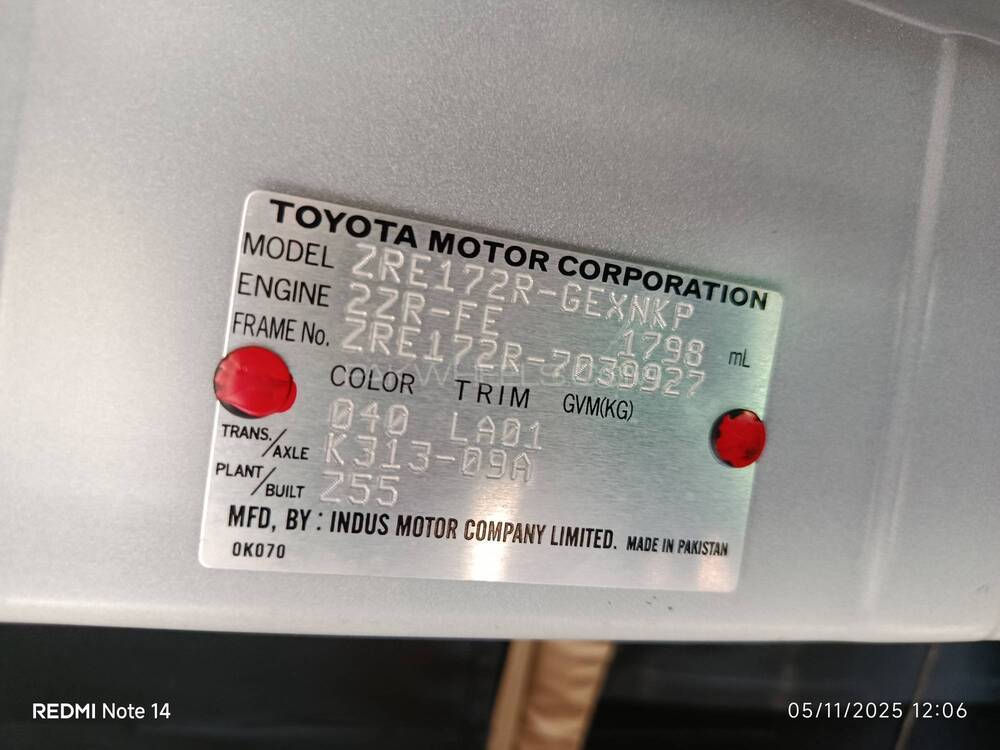 TOYOTA MOTOR CORPORATION
MODEL ZRE172R-GEXNKP
ENGINE 2ZR-FE 1798 mL
FRAME No. ZRE172R-7039927
COLOR TRIM GVM(KG)
040 LA01
TRANS./AXLE K313-09A
PLANT/BUILT Z55
MFD, BY : INDUS MOTOR COMPANY LIMITED. MADE IN PAKISTAN
0K070
REDMI Note 14
05/11/2025 12:06